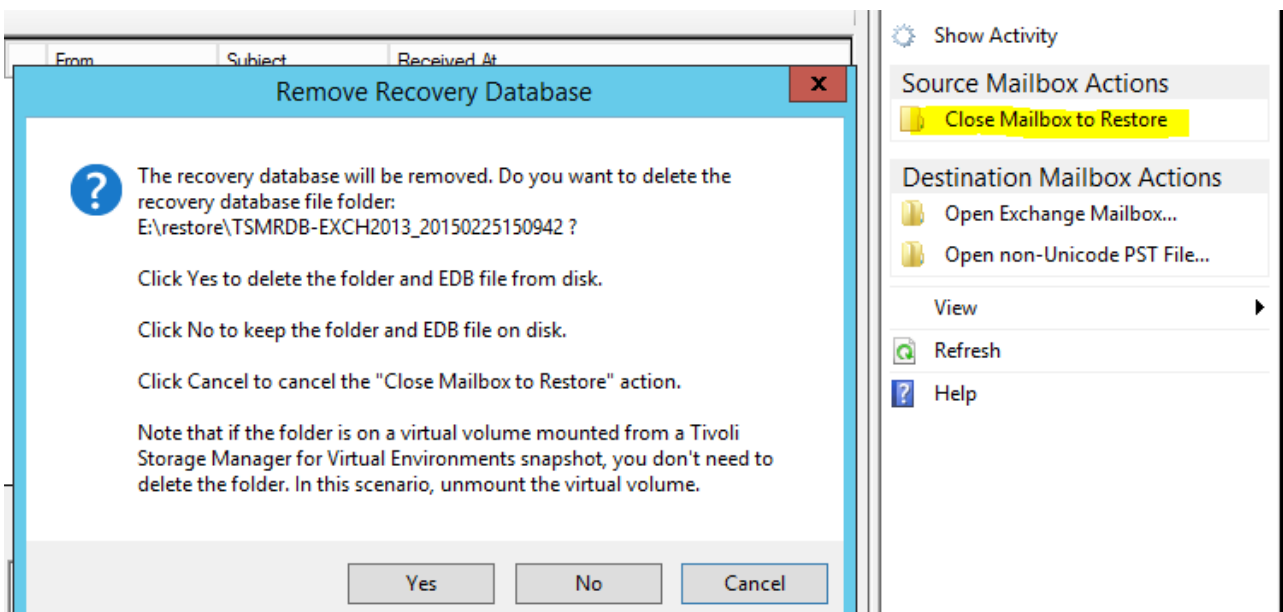 From Subject Received At
Remove Recovery Database
x
The recovery database will be removed. Do you want to delete the
recovery database file folder:
E:\restore\TSMRDB-EXCH2013_20150225150942 ?
Click Yes to delete the folder and EDB file from disk.
Click No to keep the folder and EDB file on disk.
Click Cancel to cancel the "Close Mailbox to Restore" action.
Note that if the folder is on a virtual volume mounted from a Tivoli
Storage Manager for Virtual Environments snapshot, you don't need to
delete the folder. In this scenario, unmount the virtual volume.
Yes No Cancel
Show Activity
Source Mailbox Actions
Close Mailbox to Restore
Destination Mailbox Actions
Open Exchange Mailbox...
Open non-Unicode PST File...
View
Refresh
Help